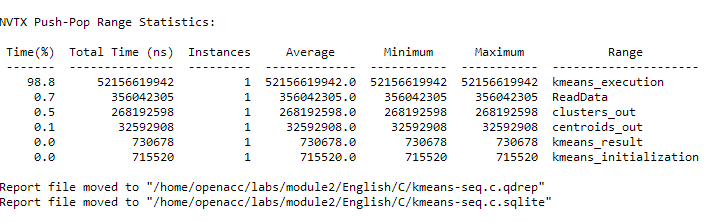 NVTX Push-Pop Range Statistics:
Time(%) Total Time (ns) Instances Average Minimum Maximum Range
------- --------------- ---------- ------------ ----------- ----------- ---------------------
98.8 52156619942 1 52156619942.0 52156619942 52156619942 kmeans_execution
0.7 356042305 1 356042305.0 356042305 356042305 ReadData
0.5 268192598 1 268192598.0 268192598 268192598 clusters_out
0.1 32592908 1 32592908.0 32592908 32592908 centroids_out
0.0 730678 1 730678.0 730678 730678 kmeans_result
0.0 715520 1 715520.0 715520 715520 kmeans_initialization
Report file moved to "/home/openacc/labs/module2/English/C/kmeans-seq.c.qdrep"
Report file moved to "/home/openacc/labs/module2/English/C/kmeans-seq.c.sqlite"